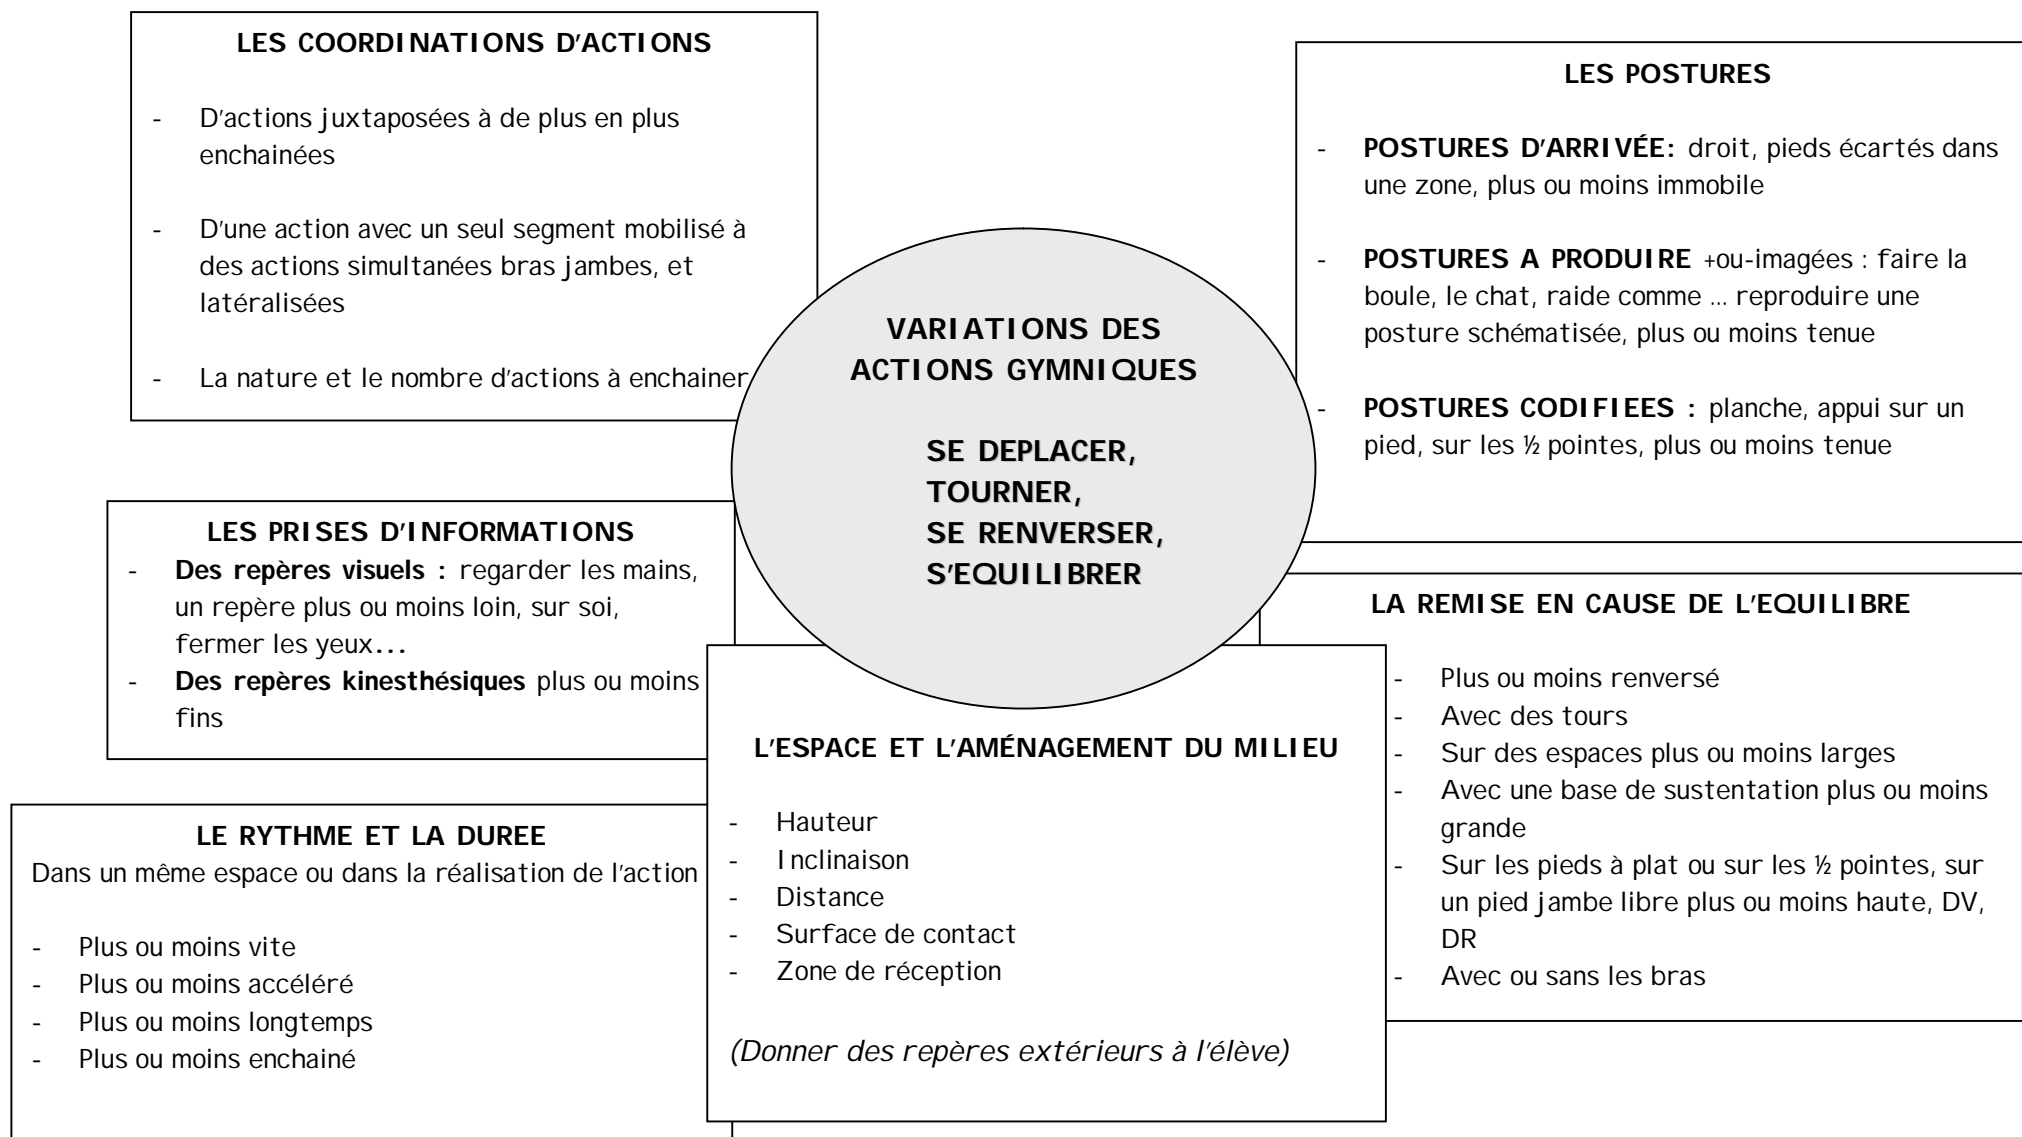 LES COORDINATIONS D'ACTIONS
- D'actions juxtaposées à de plus en plus
enchainées
- D'une action avec un seul segment mobilisé à
des actions simultanées bras jambes, et
latéralisées
- La nature et le nombre d'actions à enchainer
LES POSTURES
- POSTURES D'ARRIVÉE: droit, pieds écartés dans
une zone, plus ou moins immobile
- POSTURES A PRODUIRE +ou-imagées : faire la
boule, le chat, raide comme ... reproduire une
posture schématisée, plus ou moins tenue
- POSTURES CODIFIEES : planche, appui sur un
pied, sur les ½ pointes, plus ou moins tenue
VARIATIONS DES
ACTIONS GYMNIQUES
SE DEPLACER,
TOURNER,
SE RENVERSER,
S'EQUILIBRER
LES PRISES D'INFORMATIONS
- Des repères visuels : regarder les mains,
un repère plus ou moins loin, sur soi,
fermer les yeux...
- Des repères kinesthésiques plus ou moins
fins
LA REMISE EN CAUSE DE L'EQUILIBRE
- Plus ou moins renversé
- Avec des tours
- Sur des espaces plus ou moins larges
- Avec une base de sustentation plus ou moins
grande
- Sur les pieds à plat ou sur les ½ pointes, sur
un pied jambe libre plus ou moins haute, DV,
DR
- Avec ou sans les bras
L'ESPACE ET L'AMÉNAGEMENT DU MILIEU
- Hauteur
- Inclinaison
- Distance
- Surface de contact
- Zone de réception
(Donner des repères extérieurs à l'élève)
LE RYTHME ET LA DUREE
Dans un même espace ou dans la réalisation de l'action
- Plus ou moins vite
- Plus ou moins accéléré
- Plus ou moins longtemps
- Plus ou moins enchainé